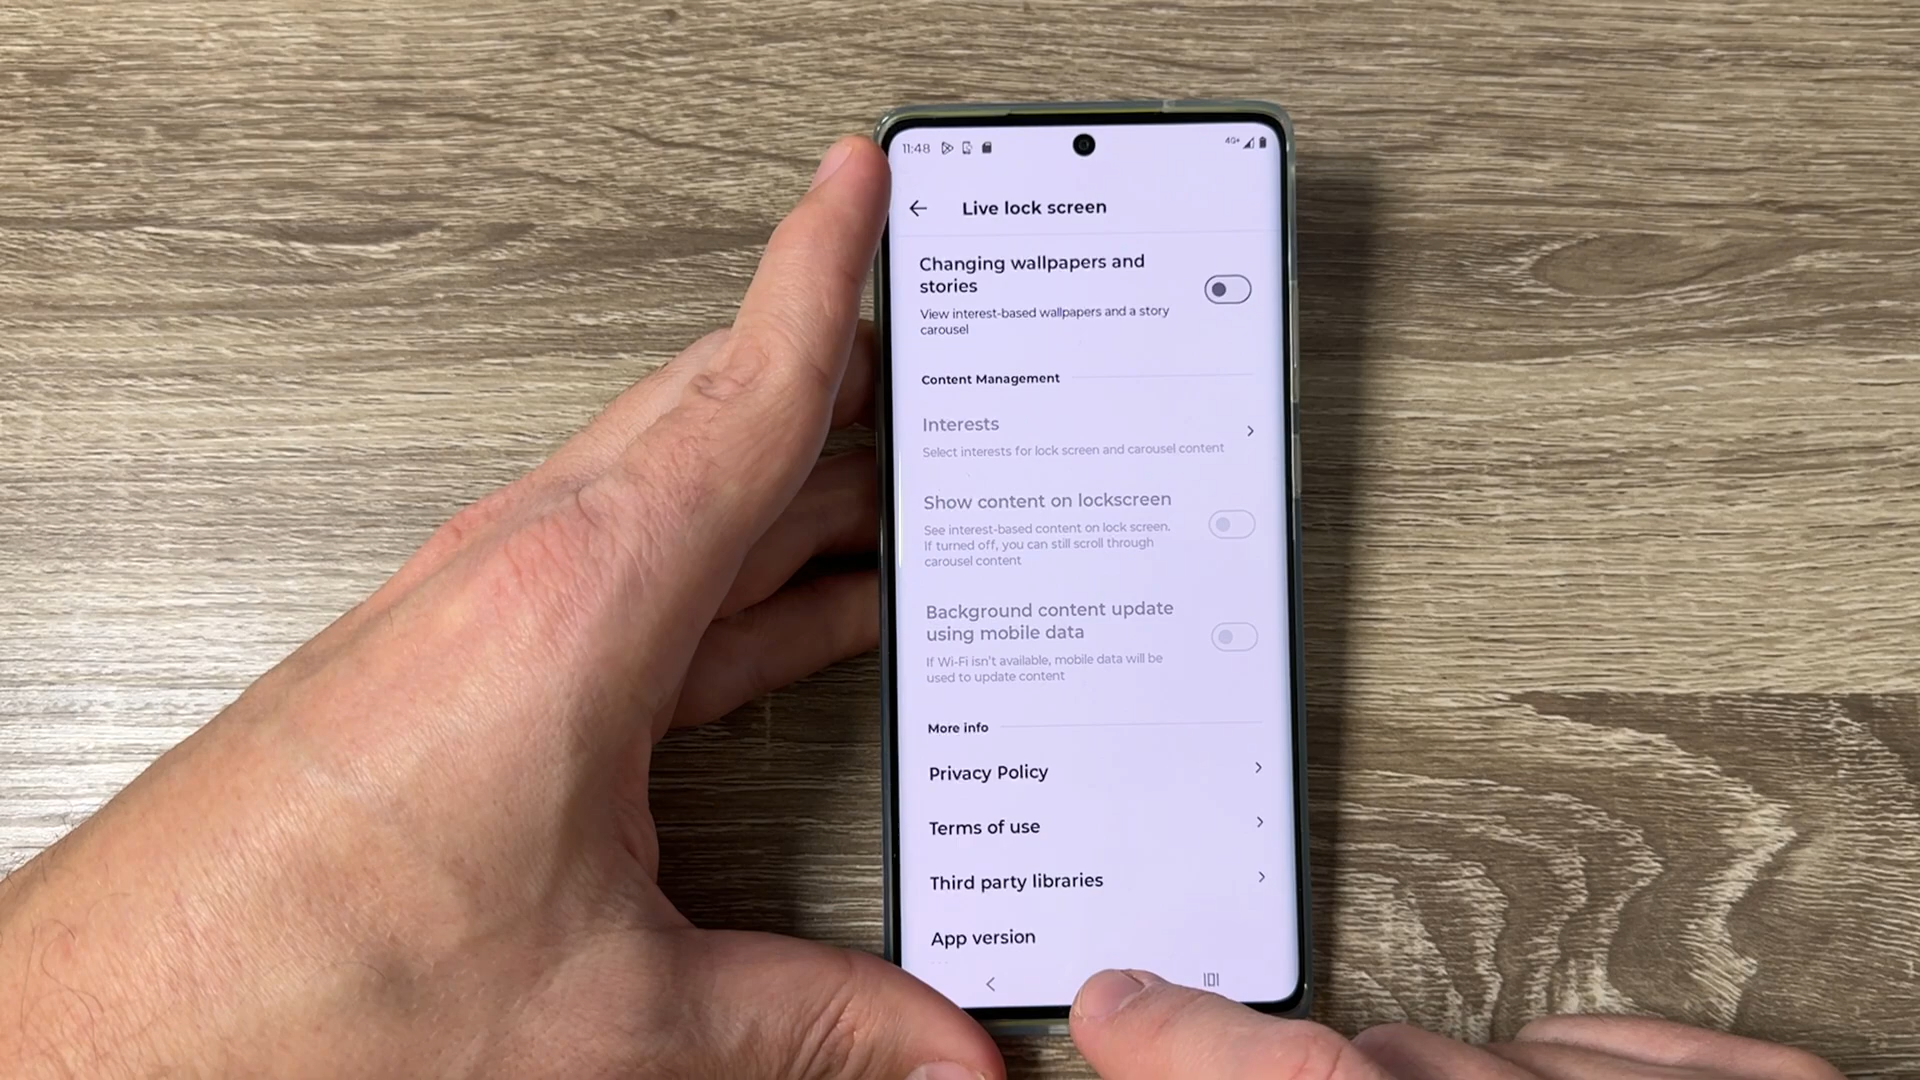 11:48
4G+
Live lock screen
Changing wallpapers and
stories
View interest-based wallpapers and a story
carousel
Content Management
Interests
Select interests for lock screen and carousel content
Show content on lockscreen
See interest-based content on lock screen.
If turned off, you can still scroll through
carousel content
Background content update
using mobile data
If Wi-Fi isn't available, mobile data will be
used to update content
More info
Privacy Policy
Terms of use
Third party libraries
App version